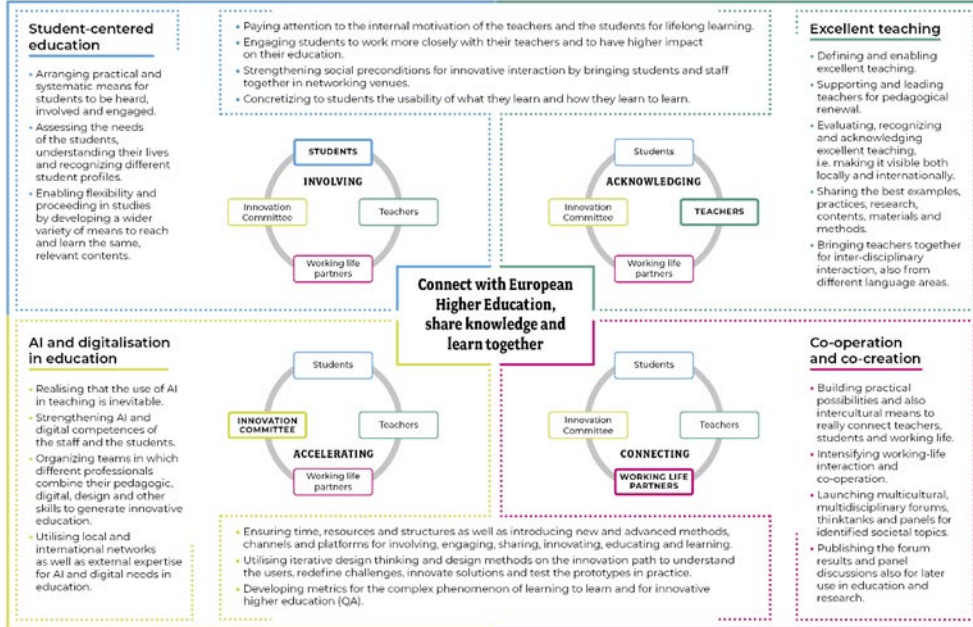 Student-centered
education
• Arranging practical and
systematic means for
students to be heard,
involved and engaged.
• Assessing the needs
of the students,
understanding their lives
and recognizing different
student profiles.
• Enabling flexibility and
proceeding in studies
by developing a wider
variety of means to reach
and learn the same,
relevant contents.
• Paying attention to the internal motivation of the teachers and the students for lifelong learning.
• Engaging students to work more closely with their teachers and to have higher impact
on their education.
• Strengthening social preconditions for innovative interaction by bringing students and staff
together in networking venues.
• Concretizing to students the usability of what they learn and how they learn to learn.
Excellent teaching
• Defining and enabling
excellent teaching.
• Supporting and leading
teachers for pedagogical
renewal.
• Evaluating, recognizing
and acknowledging
excellent teaching,
i.e. making it visible both
locally and internationally.
• Sharing the best examples,
practices, research,
contents, materials and
methods.
• Bringing teachers together
for inter-disciplinary
interaction, also from
different language areas.
STUDENTS
INVOLVING
Innovation
Committee
Teachers
Working life
partners
Students
ACKNOWLEDGING
Innovation
Committee
TEACHERS
Working life
partners
Connect with European
Higher Education,
share knowledge and
learn together
AI and digitalisation
in education
• Realising that the use of AI
in teaching is inevitable.
• Strengthening AI and
digital competences of
the staff and the students.
• Organizing teams in which
different professionals
combine their pedagogic,
digital, design and other
skills to generate innovative
education.
• Utilising local and
international networks
as well as external expertise
for AI and digital needs in
education.
Students
INNOVATION
COMMITTEE
Teachers
ACCELERATING
Working life
partners
Students
Innovation
Committee
Teachers
CONNECTING
WORKING LIFE
PARTNERS
Co-operation
and co-creation
• Building practical
possibilities and also
intercultural means to
really connect teachers,
students and working life.
• Intensifying working-life
interaction and
co-operation.
• Launching multicultural,
multidisciplinary forums,
thinktanks and panels for
identified societal topics.
• Publishing the forum
results and panel
discussions also for later
use in education and
research.
• Ensuring time, resources and structures as well as introducing new and advanced methods,
channels and platforms for involving, engaging, sharing, innovating, educating and learning.
• Utilising iterative design thinking and design methods on the innovation path to understand
the users, redefine challenges, innovate solutions and test the prototypes in practice.
• Developing metrics for the complex phenomenon of learning to learn and for innovative
higher education (QA).